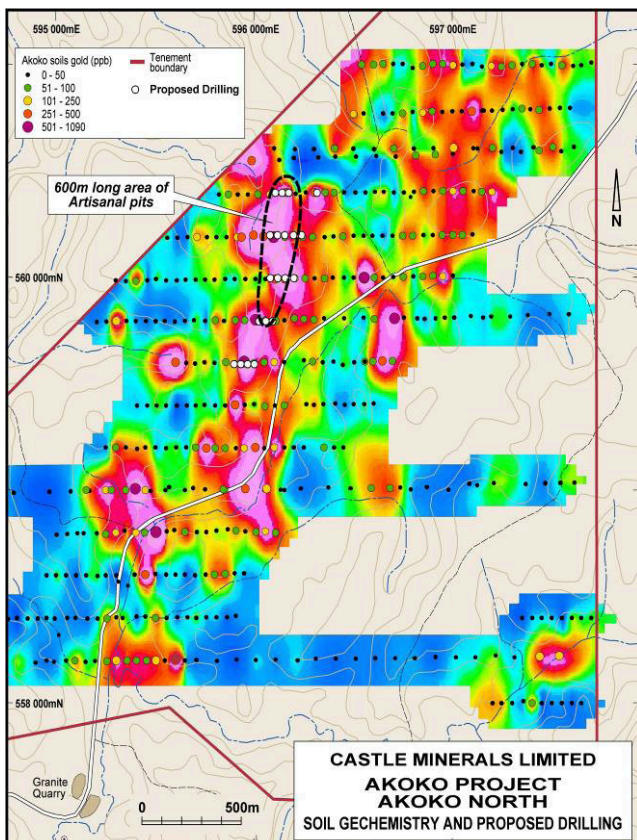 595 000mE
596 000mE
597 000mE
Akoko soils gold (ppb)
0 - 50
51 - 100
101 - 250
251 - 500
501 - 1090
Tenement
boundary
Proposed Drilling
600m long area of
Artisanal pits
N
560 000mN
558 000mN
Granite
Quarry
0
500m
CASTLE MINERALS LIMITED
AKOKO PROJECT
AKOKO NORTH
SOIL GECHEMISTRY AND PROPOSED DRILLING